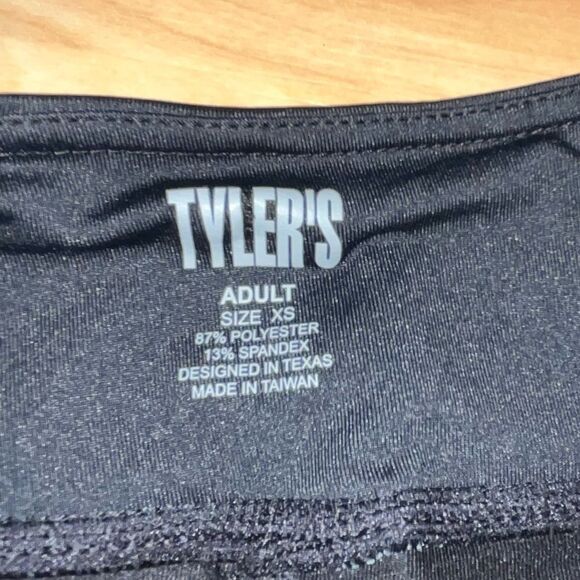 TYLER'S
ADULT
SIZE XS
87% POLYESTER
13% SPANDEX
DESIGNED IN TEXAS
MADE IN TAIWAN